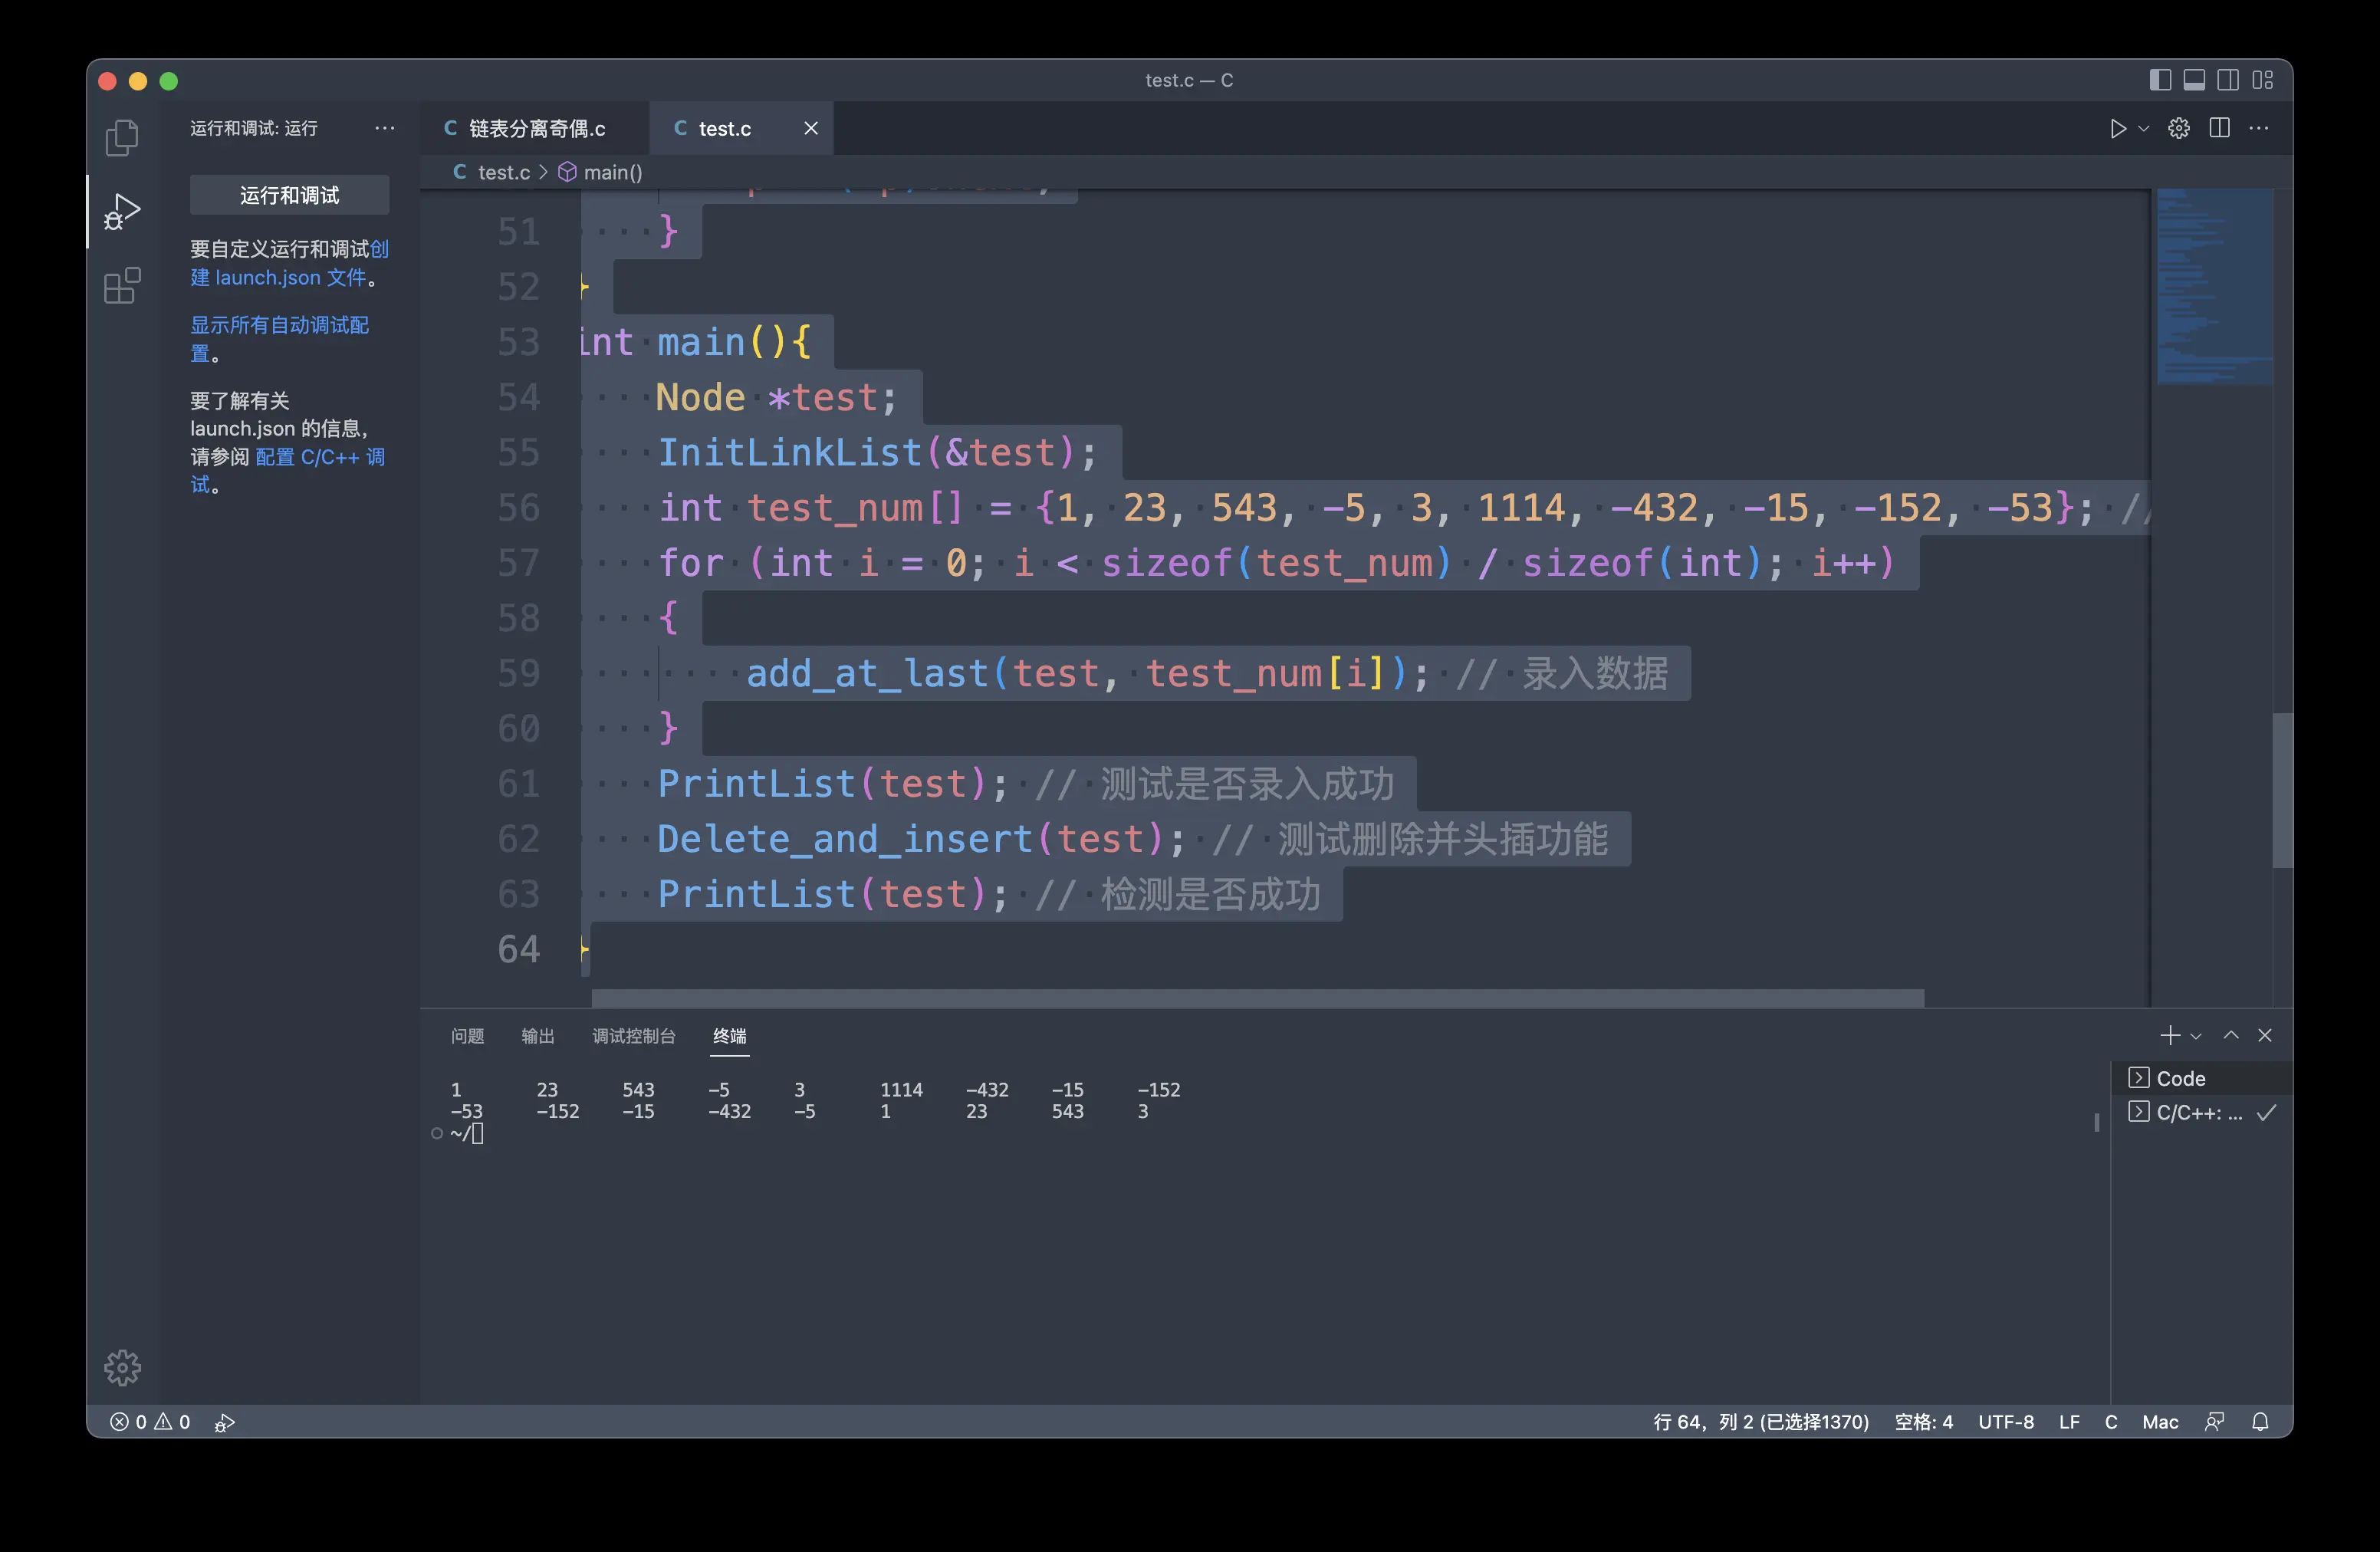 test.c — C
运行和调试: 运行
链表分离奇偶.c
test.c
test.c > main()
运行和调试
要自定义运行和调试创
建 launch.json 文件。
显示所有自动调试配
置。
要了解有关
launch.json 的信息,
请参阅 配置 C/C++ 调
试。
51 }
52 }
53 int main(){
54 Node *test;
55 InitLinkList(&test);
56 int test_num[] = {1, 23, 543, -5, 3, 1114, -432, -15, -152, -53}; //
57 for (int i = 0; i < sizeof(test_num) / sizeof(int); i++)
58 {
59 add_at_last(test, test_num[i]); // 录入数据
60 }
61 PrintList(test); // 测试是否录入成功
62 Delete_and_insert(test); // 测试删除并头插功能
63 PrintList(test); // 检测是否成功
64 }
问题 输出 调试控制台 终端
1 23 543 -5 3 1114 -432 -15 -152
-53 -152 -15 -432 -5 1 23 543 3
~/
Code
C/C++: ...
0 0
行 64, 列 2 (已选择1370) 空格: 4 UTF-8 LF C Mac